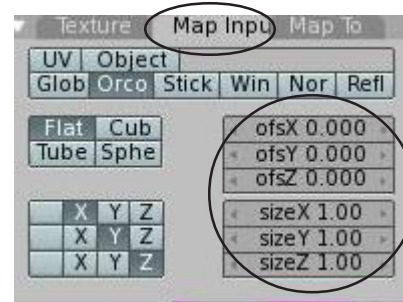 Texture Map Inpu Map To
UV Object
Glob Orco Stick Win Nor Refl
Flat Cub ofsX 0.000
Tube Sphe ofsY 0.000
ofsZ 0.000
X Y Z sizeX 1.00
X Y Z sizeY 1.00
X Y Z sizeZ 1.00